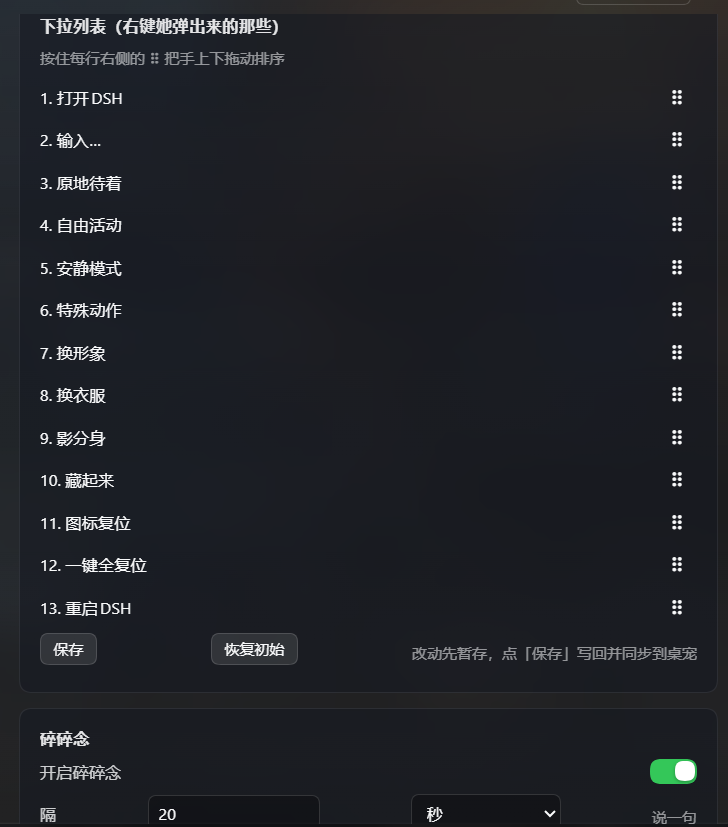 下拉列表（右键她弹出来的那些）
按住每行右侧的 ⠿ 把手上下拖动排序
1. 打开 DSH
2. 输入...
3. 原地待着
4. 自由活动
5. 安静模式
6. 特殊动作
7. 换形象
8. 换衣服
9. 影分身
10. 藏起来
11. 图标复位
12. 一键全复位
13. 重启 DSH
保存 恢复初始 改动先暂存，点「保存」写回并同步到桌宠
碎碎念
开启碎碎念
隔 20 秒 说一句